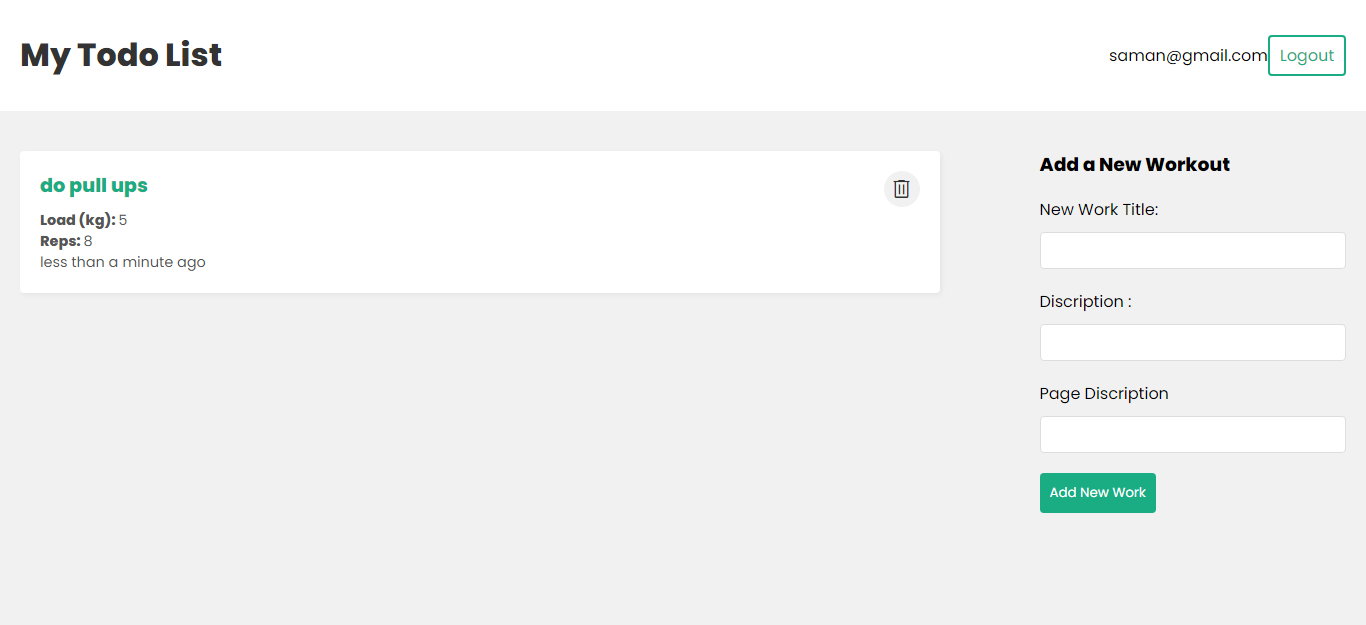 My Todo List
saman@gmail.com Logout
do pull ups
Load (kg): 5
Reps: 8
less than a minute ago
Add a New Workout
New Work Title:
Discription :
Page Discription
Add New Work